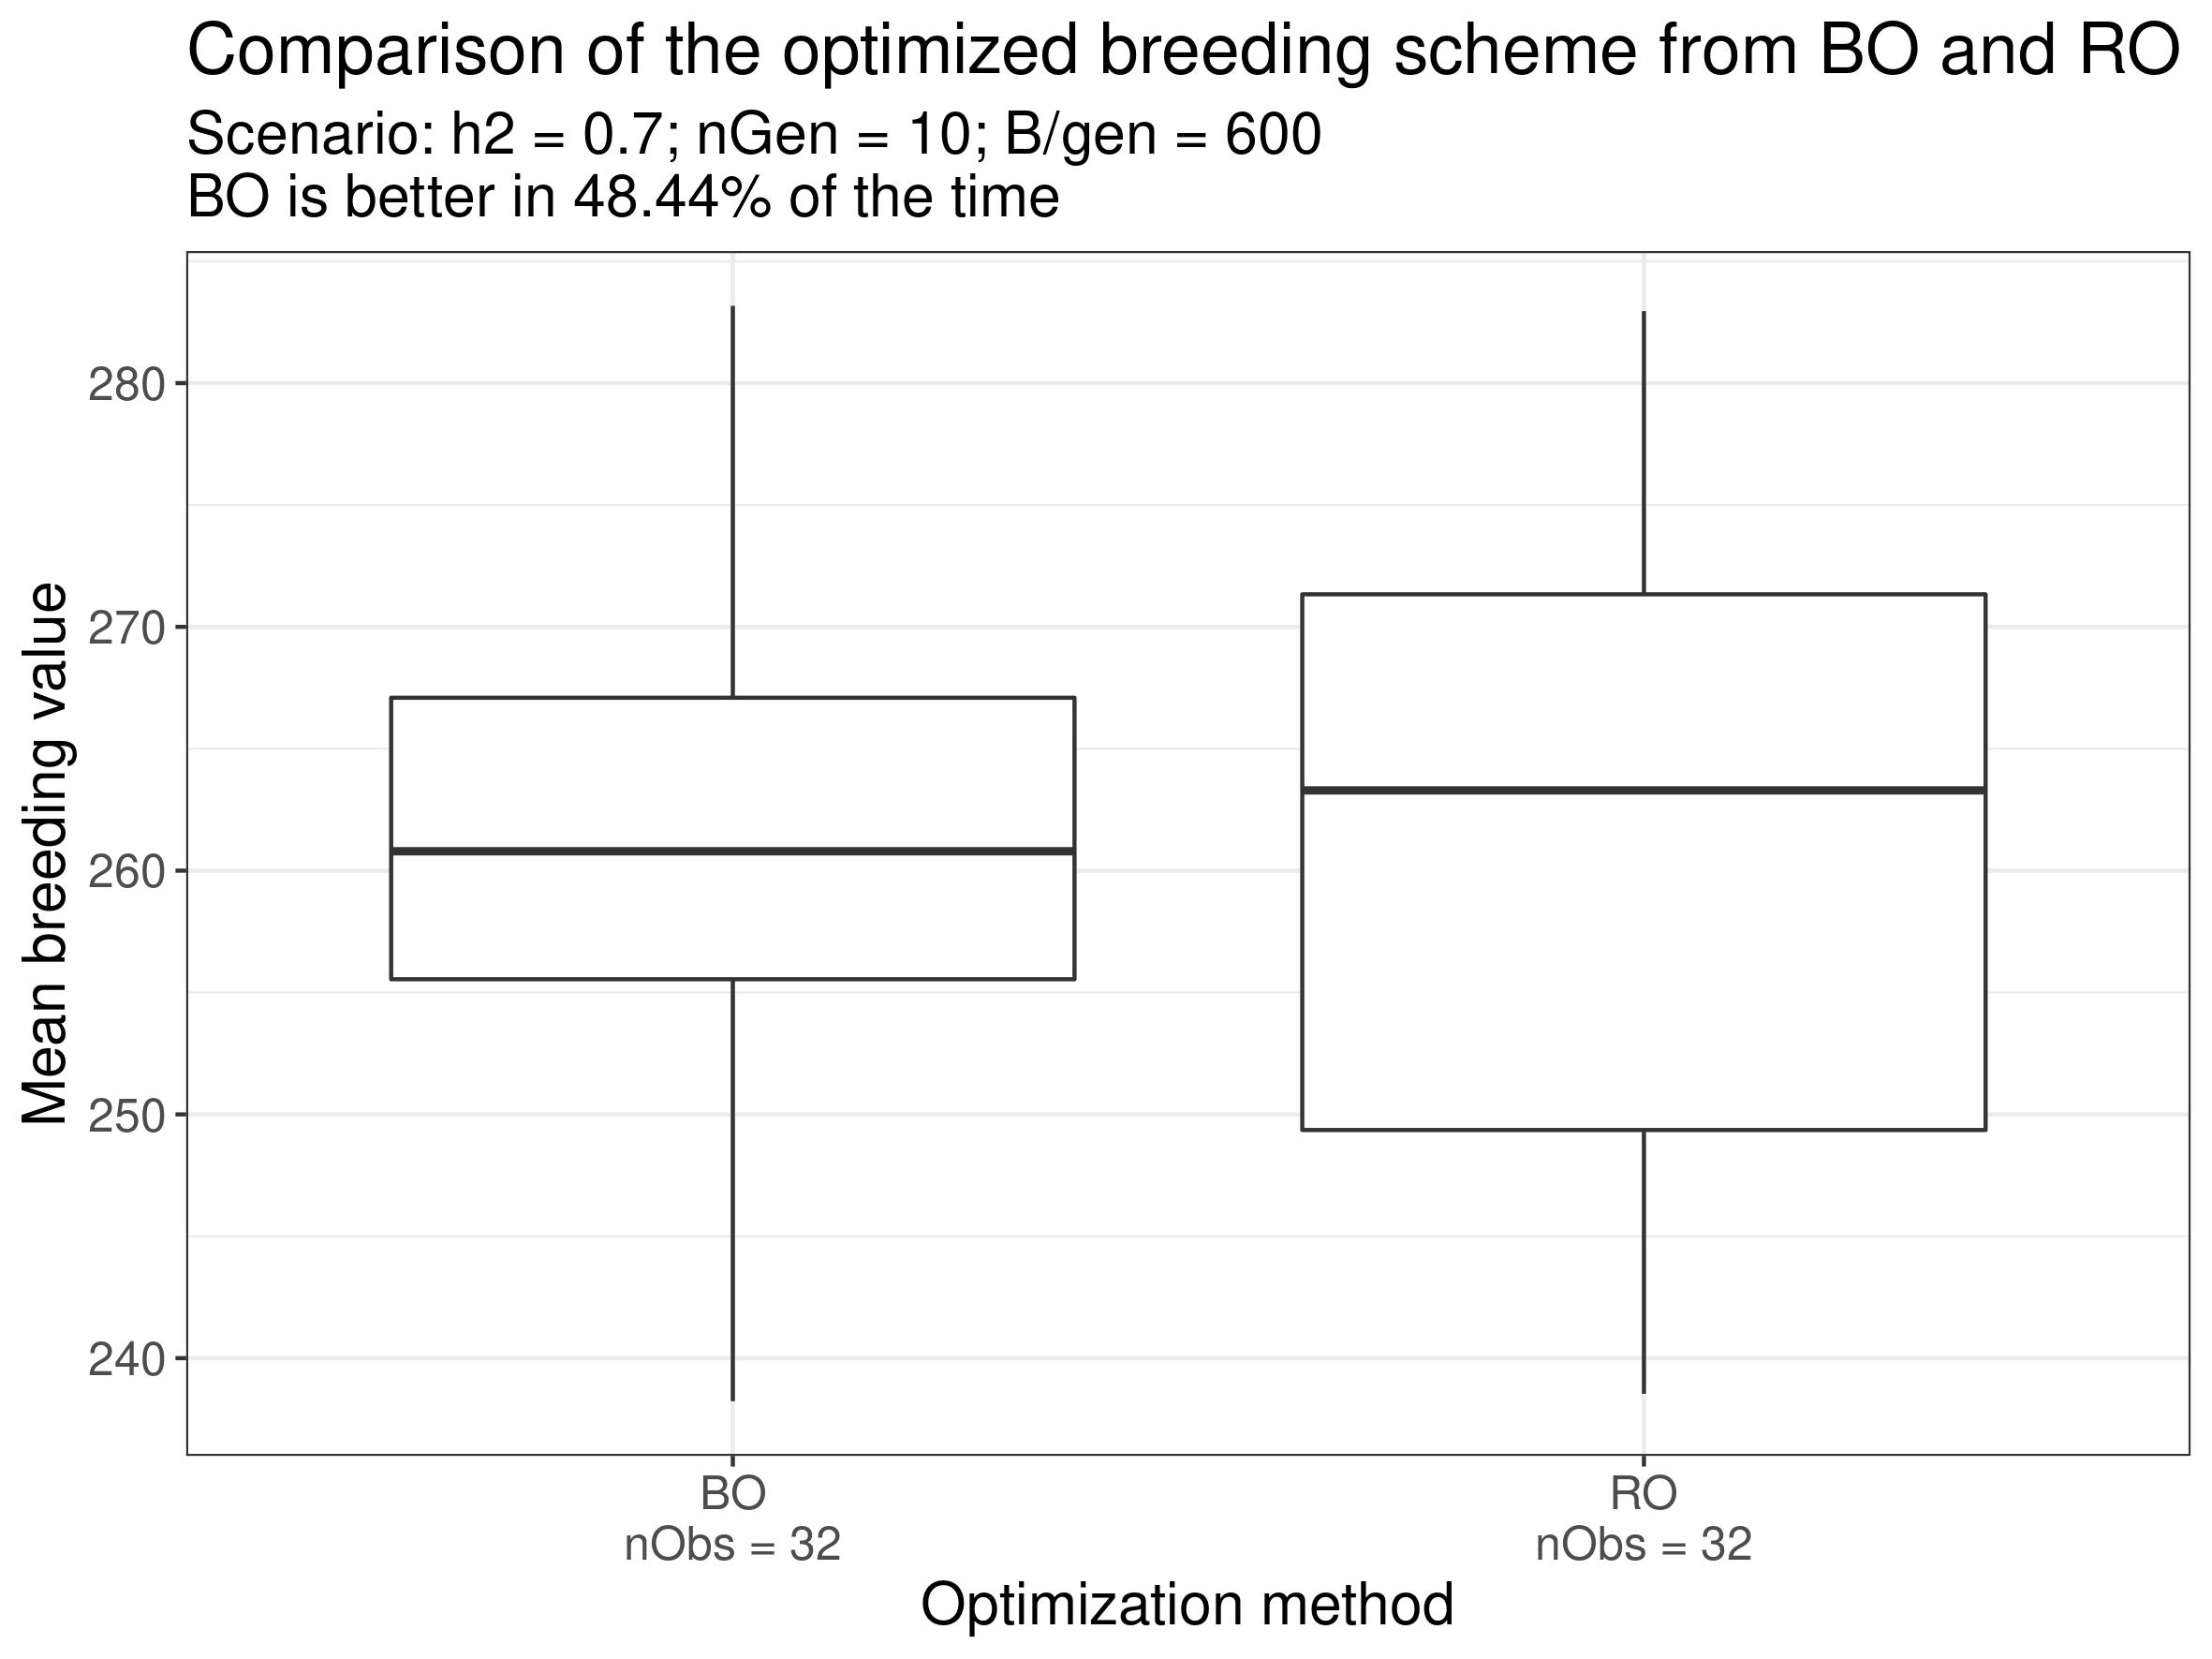 Comparison of the optimized breeding scheme from BO and RO
Scenario: h2 = 0.7; nGen = 10; B/gen = 600
BO is better in 48.44% of the time
Mean breeding value
280
270
260
250
240
BO
nObs = 32
RO
nObs = 32
Optimization method